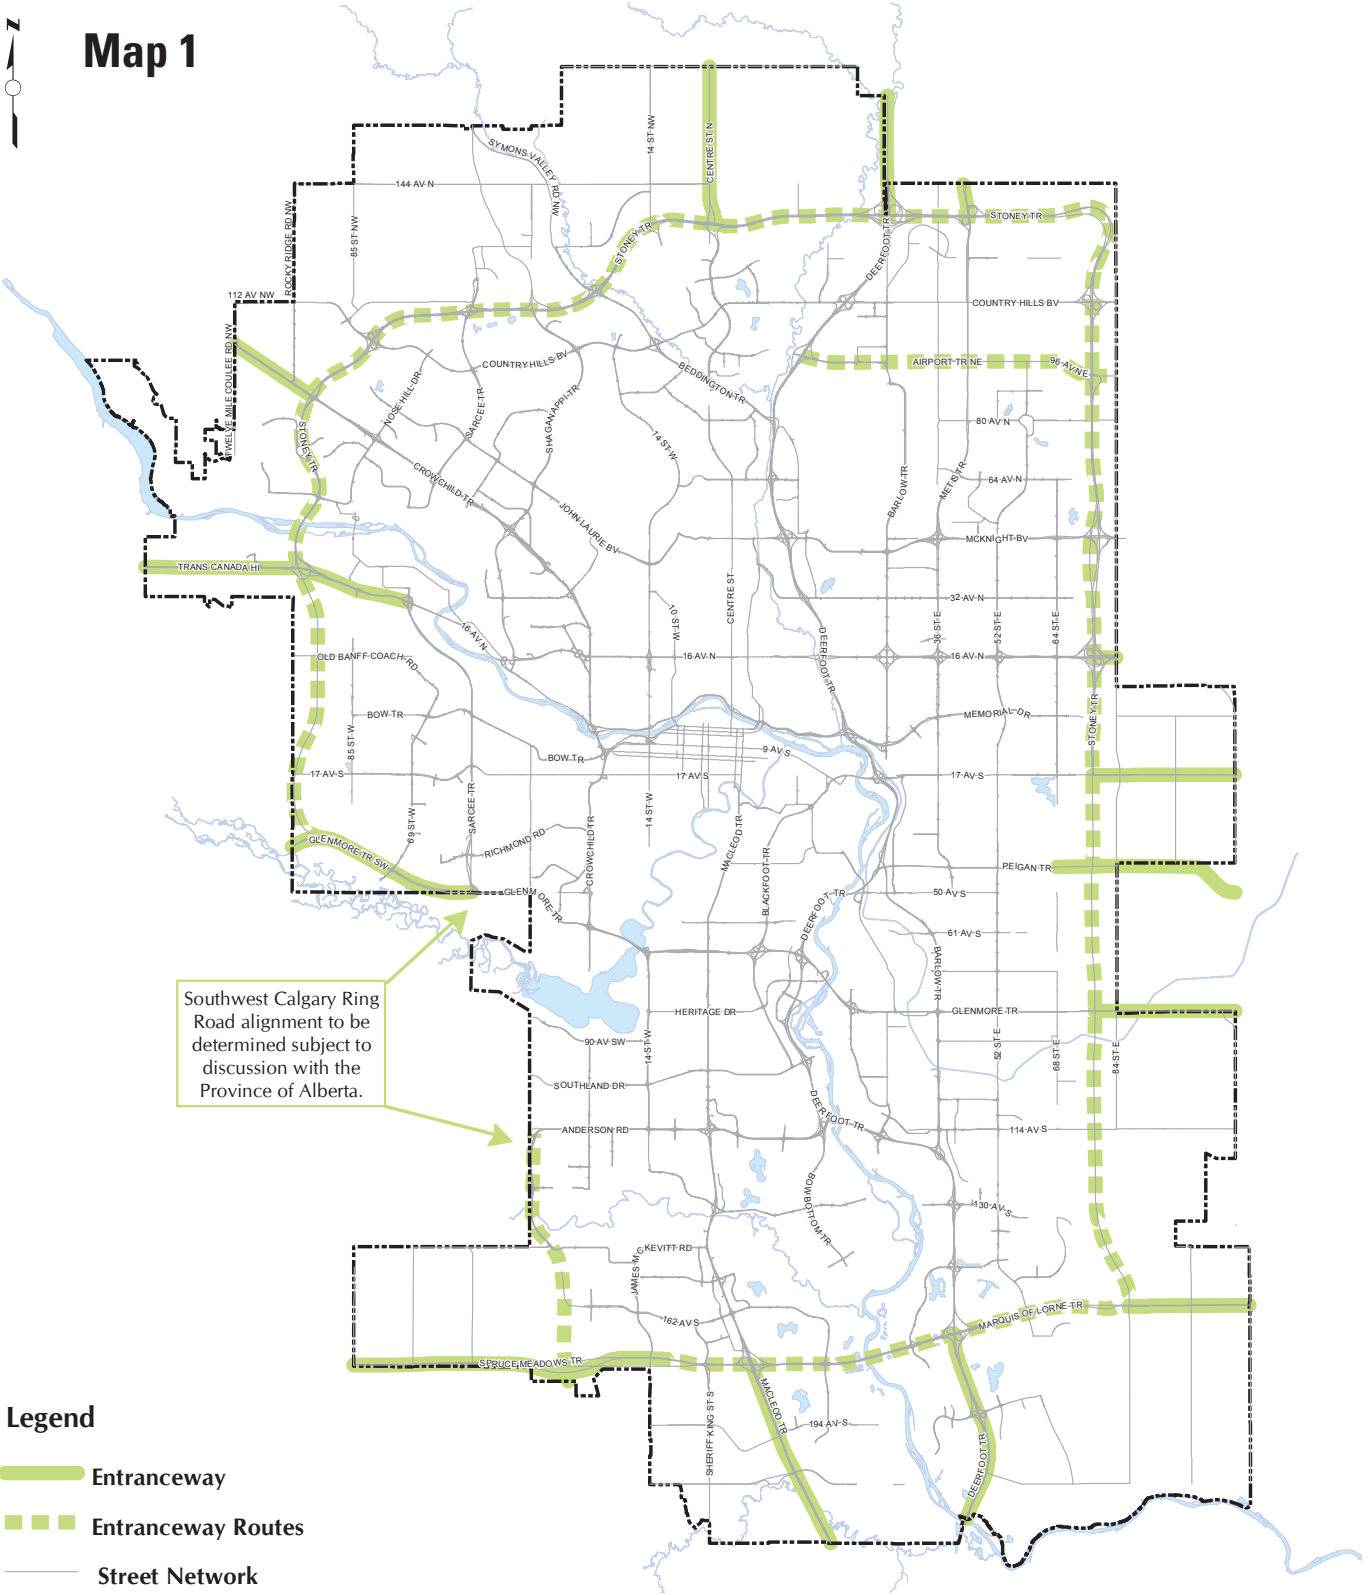 N
Map 1
SYMONS VALLEY RD NW
14 ST NW
CENTRE ST N
144 AV N
ROCKY RIDGE RD NW
85 ST NW
STONEY TR
STONEY TR
DEERFOOT TR
112 AV NW
COUNTRY HILLS BV
TWELVE MILE COULEE RD NW
COUNTRY HILLS BV
AIRPORT TR NE
96 AV NE
BEDDINGTON TR
NOSE HILL DR
SARCEE TR
SHAGANAPPI TR
80 AV N
STONEY TR
14 ST W
CROWCHILD TR
BARLOW TR
METIS TR
64 AV N
JOHN LAURIE BV
MCKNIGHT BV
TRANS CANADA HI
CENTRE ST
32 AV N
10 ST W
36 ST E
52 ST E
64 ST E
16 AV N
OLD BANFF COACH RD
16 AV N
16 AV N
DEERFOOT TR
BOW TR
MEMORIAL DR
STONEY TR
85 ST W
BOW TR
9 AV S
17 AV S
17 AV S
17 AV S
69 ST W
SARCEE TR
14 ST W
MACLEOD TR
GLENMORE TR SW
RICHMOND RD
CROWCHILD TR
BLACKFOOT TR
PEIGAN TR
GLENMORE TR
DEERFOOT TR
50 AV S
61 AV S
BARLOW TR
Southwest Calgary Ring
Road alignment to be
determined subject to
discussion with the
Province of Alberta.
HERITAGE DR
GLENMORE TR
90 AV SW
14 ST W
52 ST E
68 ST E
84 ST E
SOUTHLAND DR
DEERFOOT TR
ANDERSON RD
114 AV S
BOW BOTTOM TR
130 AV S
JAMES MCKEVITT RD
162 AV S
MARQUIS OF LORNE TR
SPRUCE MEADOWS TR
MACLEOD TR
SHERIFF KING ST S
194 AV S
DEERFOOT TR
Legend
Entranceway
Entranceway Routes
Street Network